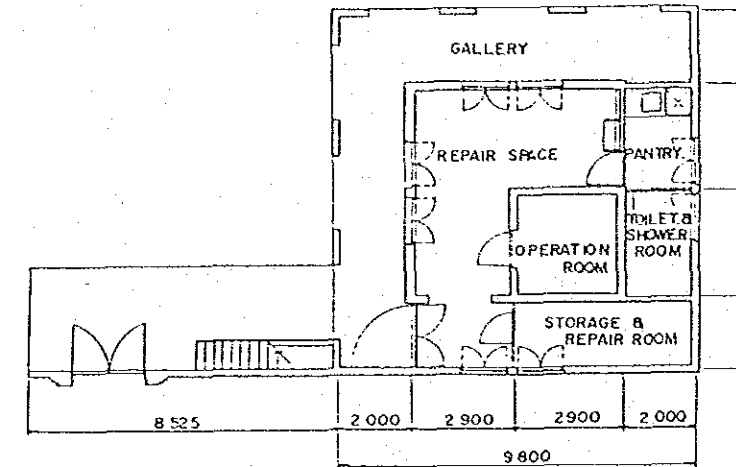 GALLERY
REPAIR SPACE
PANTRY
TOILET &
SHOWER
ROOM
OPERATION
ROOM
STORAGE &
REPAIR ROOM
8 525
2 000
2 900
2900
2 000
9 800